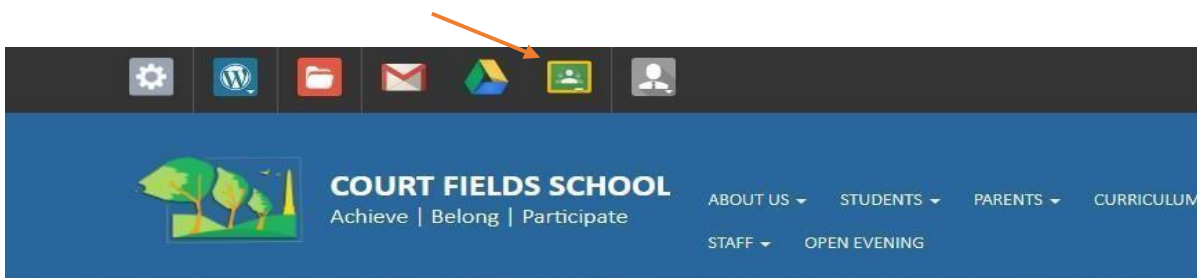 COURT FIELDS SCHOOL
Achieve | Belong | Participate
ABOUT US STUDENTS PARENTS CURRICULUM
STAFF OPEN EVENING